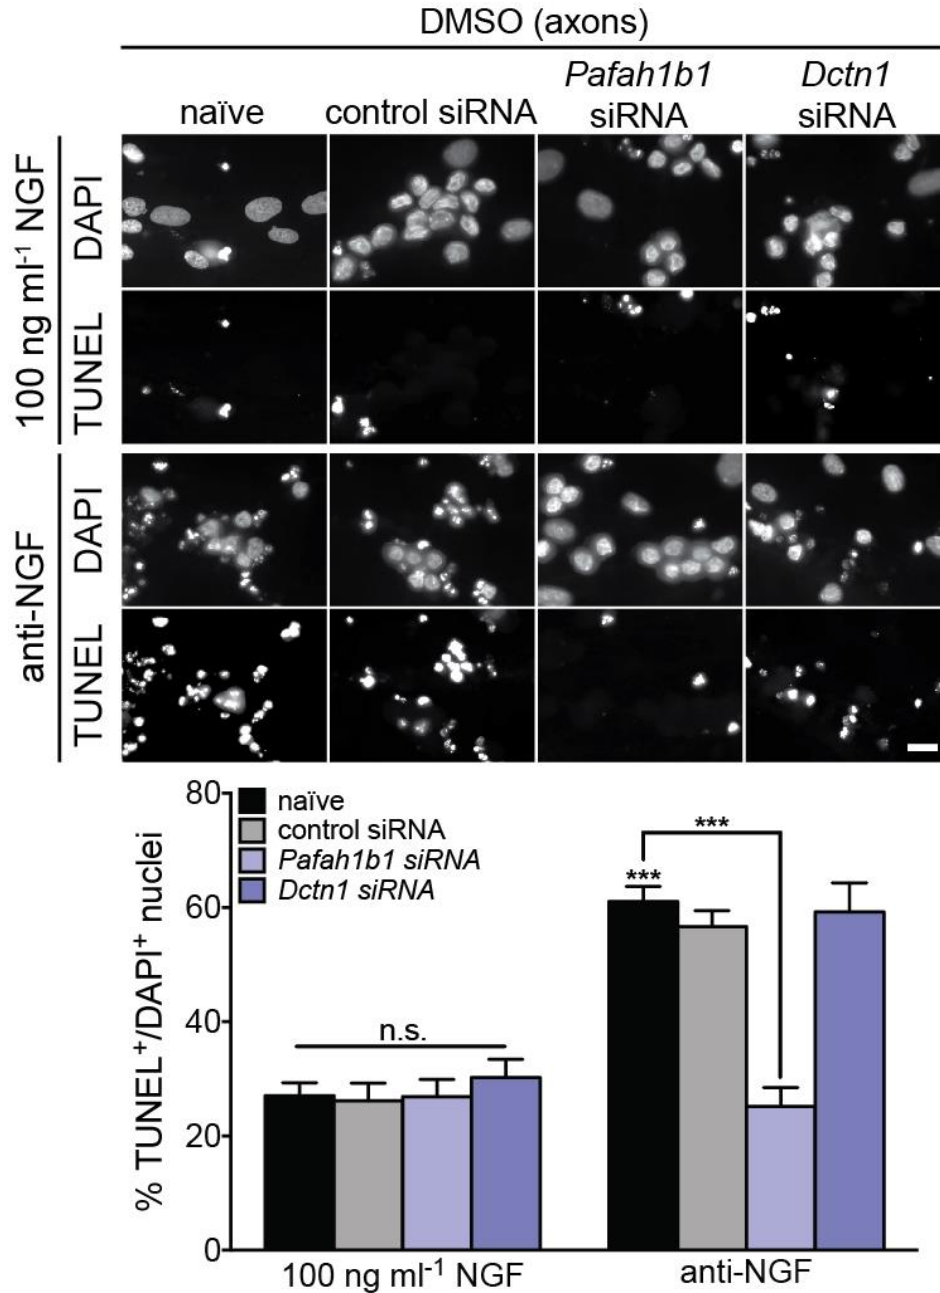 DMSO (axons)
naïve
control siRNA
Pafah1b1
siRNA
Dctn1
siRNA
100 ng ml-1 NGF
DAPI
TUNEL
anti-NGF
DAPI
TUNEL
80
60
40
20
0
% TUNEL+/DAPI+ nuclei
naïve
control siRNA
Pafah1b1 siRNA
Dctn1 siRNA
n.s.
***
***
100 ng ml-1 NGF
anti-NGF